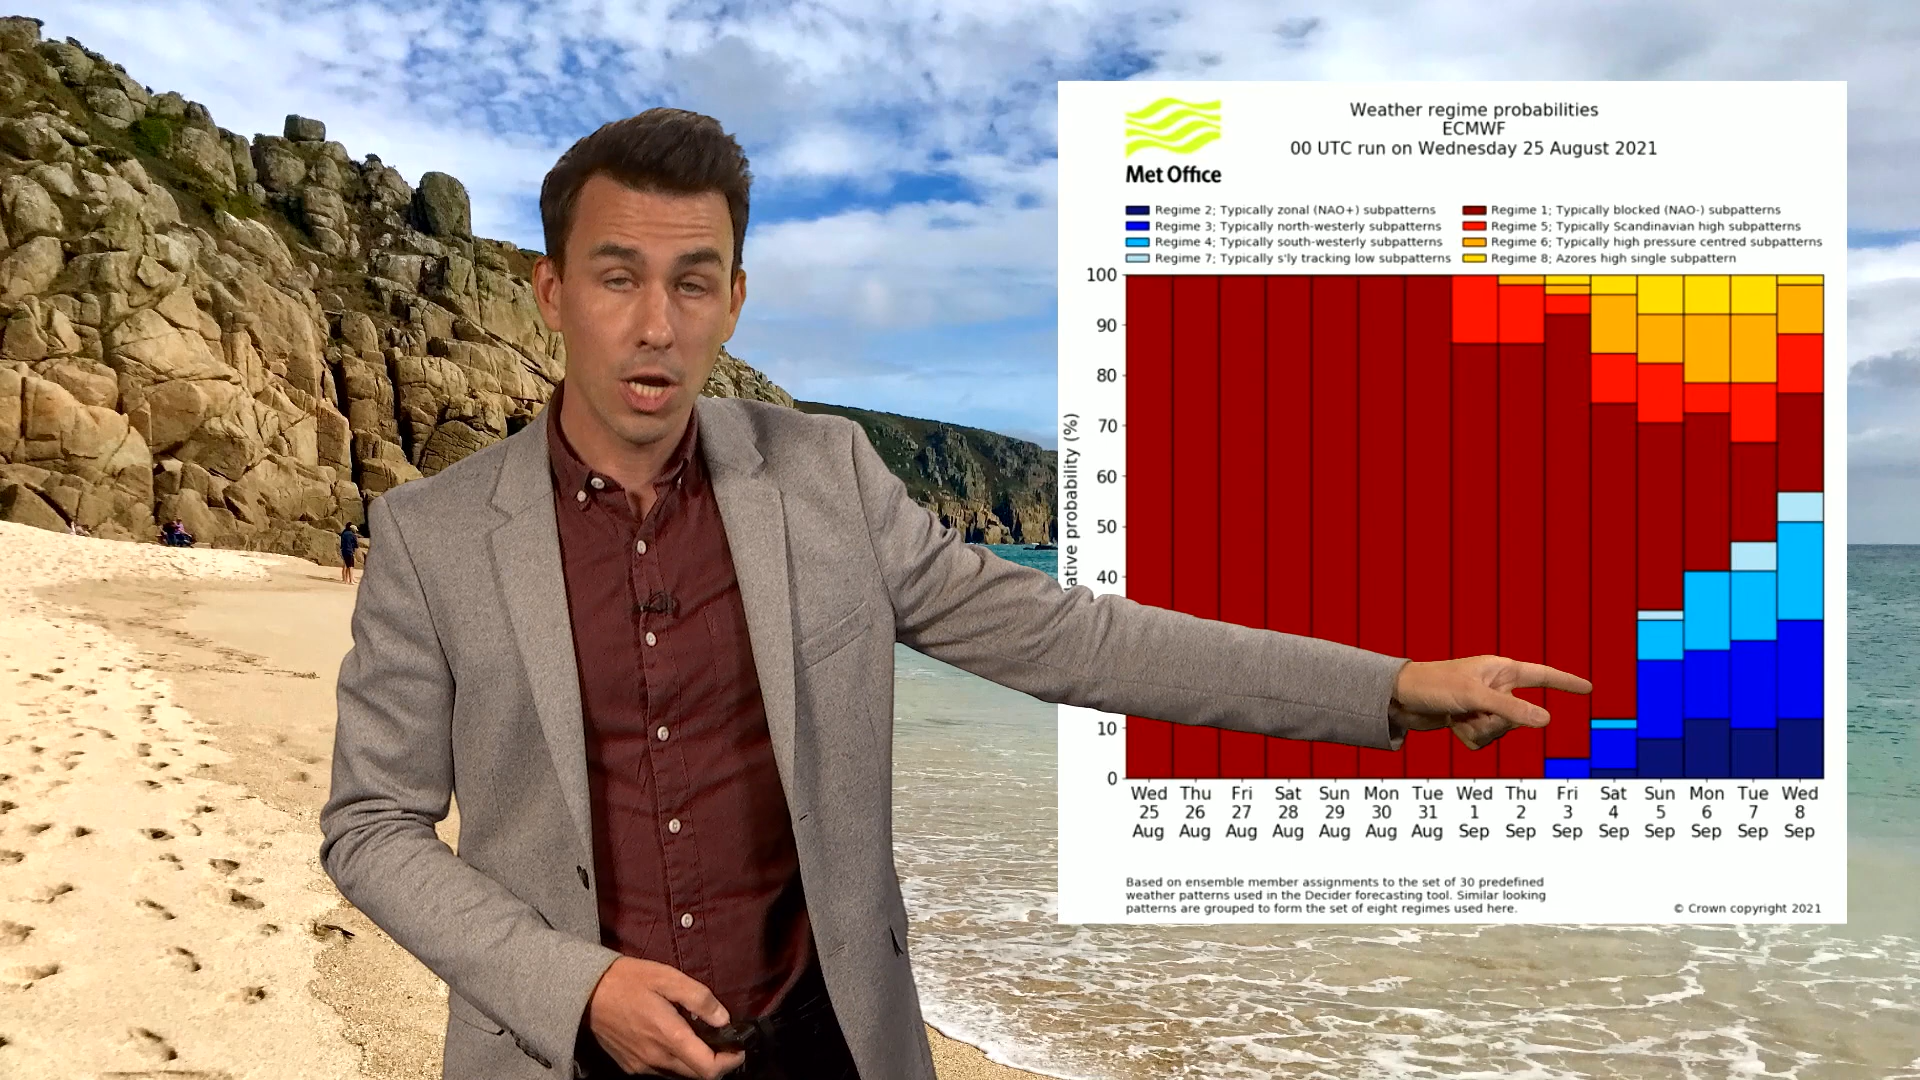 Met Office
Weather regime probabilities
ECMWF
00 UTC run on Wednesday 25 August 2021
Regime 2; Typically zonal (NAO+) subpatterns
Regime 3; Typically north-westerly subpatterns
Regime 4; Typically south-westerly subpatterns
Regime 7; Typically s'ly tracking low subpatterns
Regime 1; Typically blocked (NAO-) subpatterns
Regime 5; Typically Scandinavian high subpatterns
Regime 6; Typically high pressure centred subpatterns
Regime 8; Azores high single subpattern
100
90
80
70
60
50
40
10
0
ative probability (%)
Wed Thu Fri Sat Sun Mon Tue Wed Thu Fri Sat Sun Mon Tue Wed
25 26 27 28 29 30 31 1 2 3 4 5 6 7 8
Aug Aug Aug Aug Aug Aug Aug Sep Sep Sep Sep Sep Sep Sep Sep
Based on ensemble member assignments to the set of 30 predefined
weather patterns used in the Decider forecasting tool. Similar looking
patterns are grouped to form the set of eight regimes used here.
© Crown copyright 2021